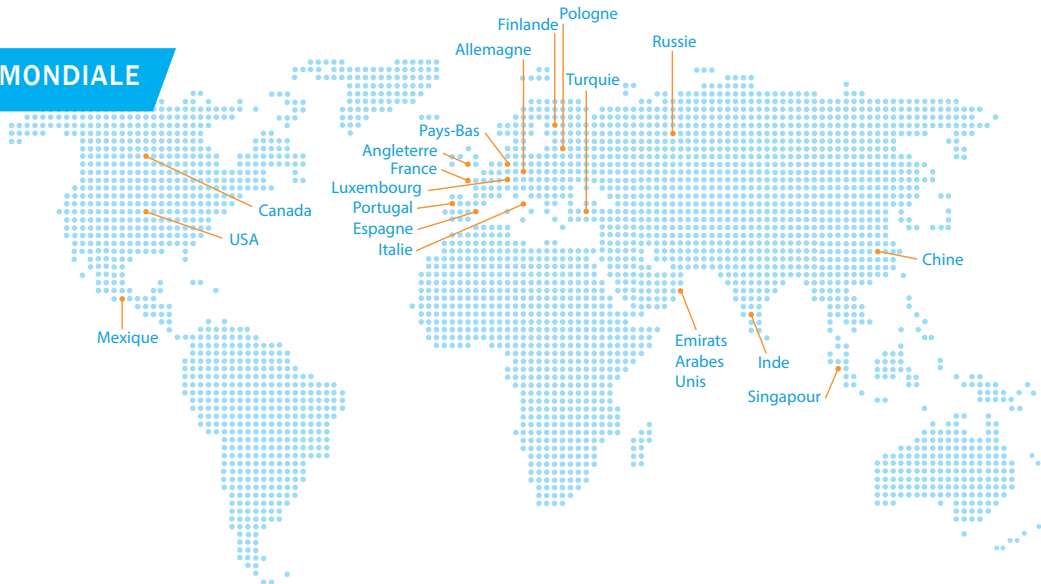 MONDIALE
Pologne
Finlande
Allemagne
Russie
Turquie
Pays-Bas
Angleterre
France
Luxembourg
Portugal
Espagne
Italie
Canada
USA
Mexique
Chine
Emirats
Arabes
Unis
Inde
Singapour